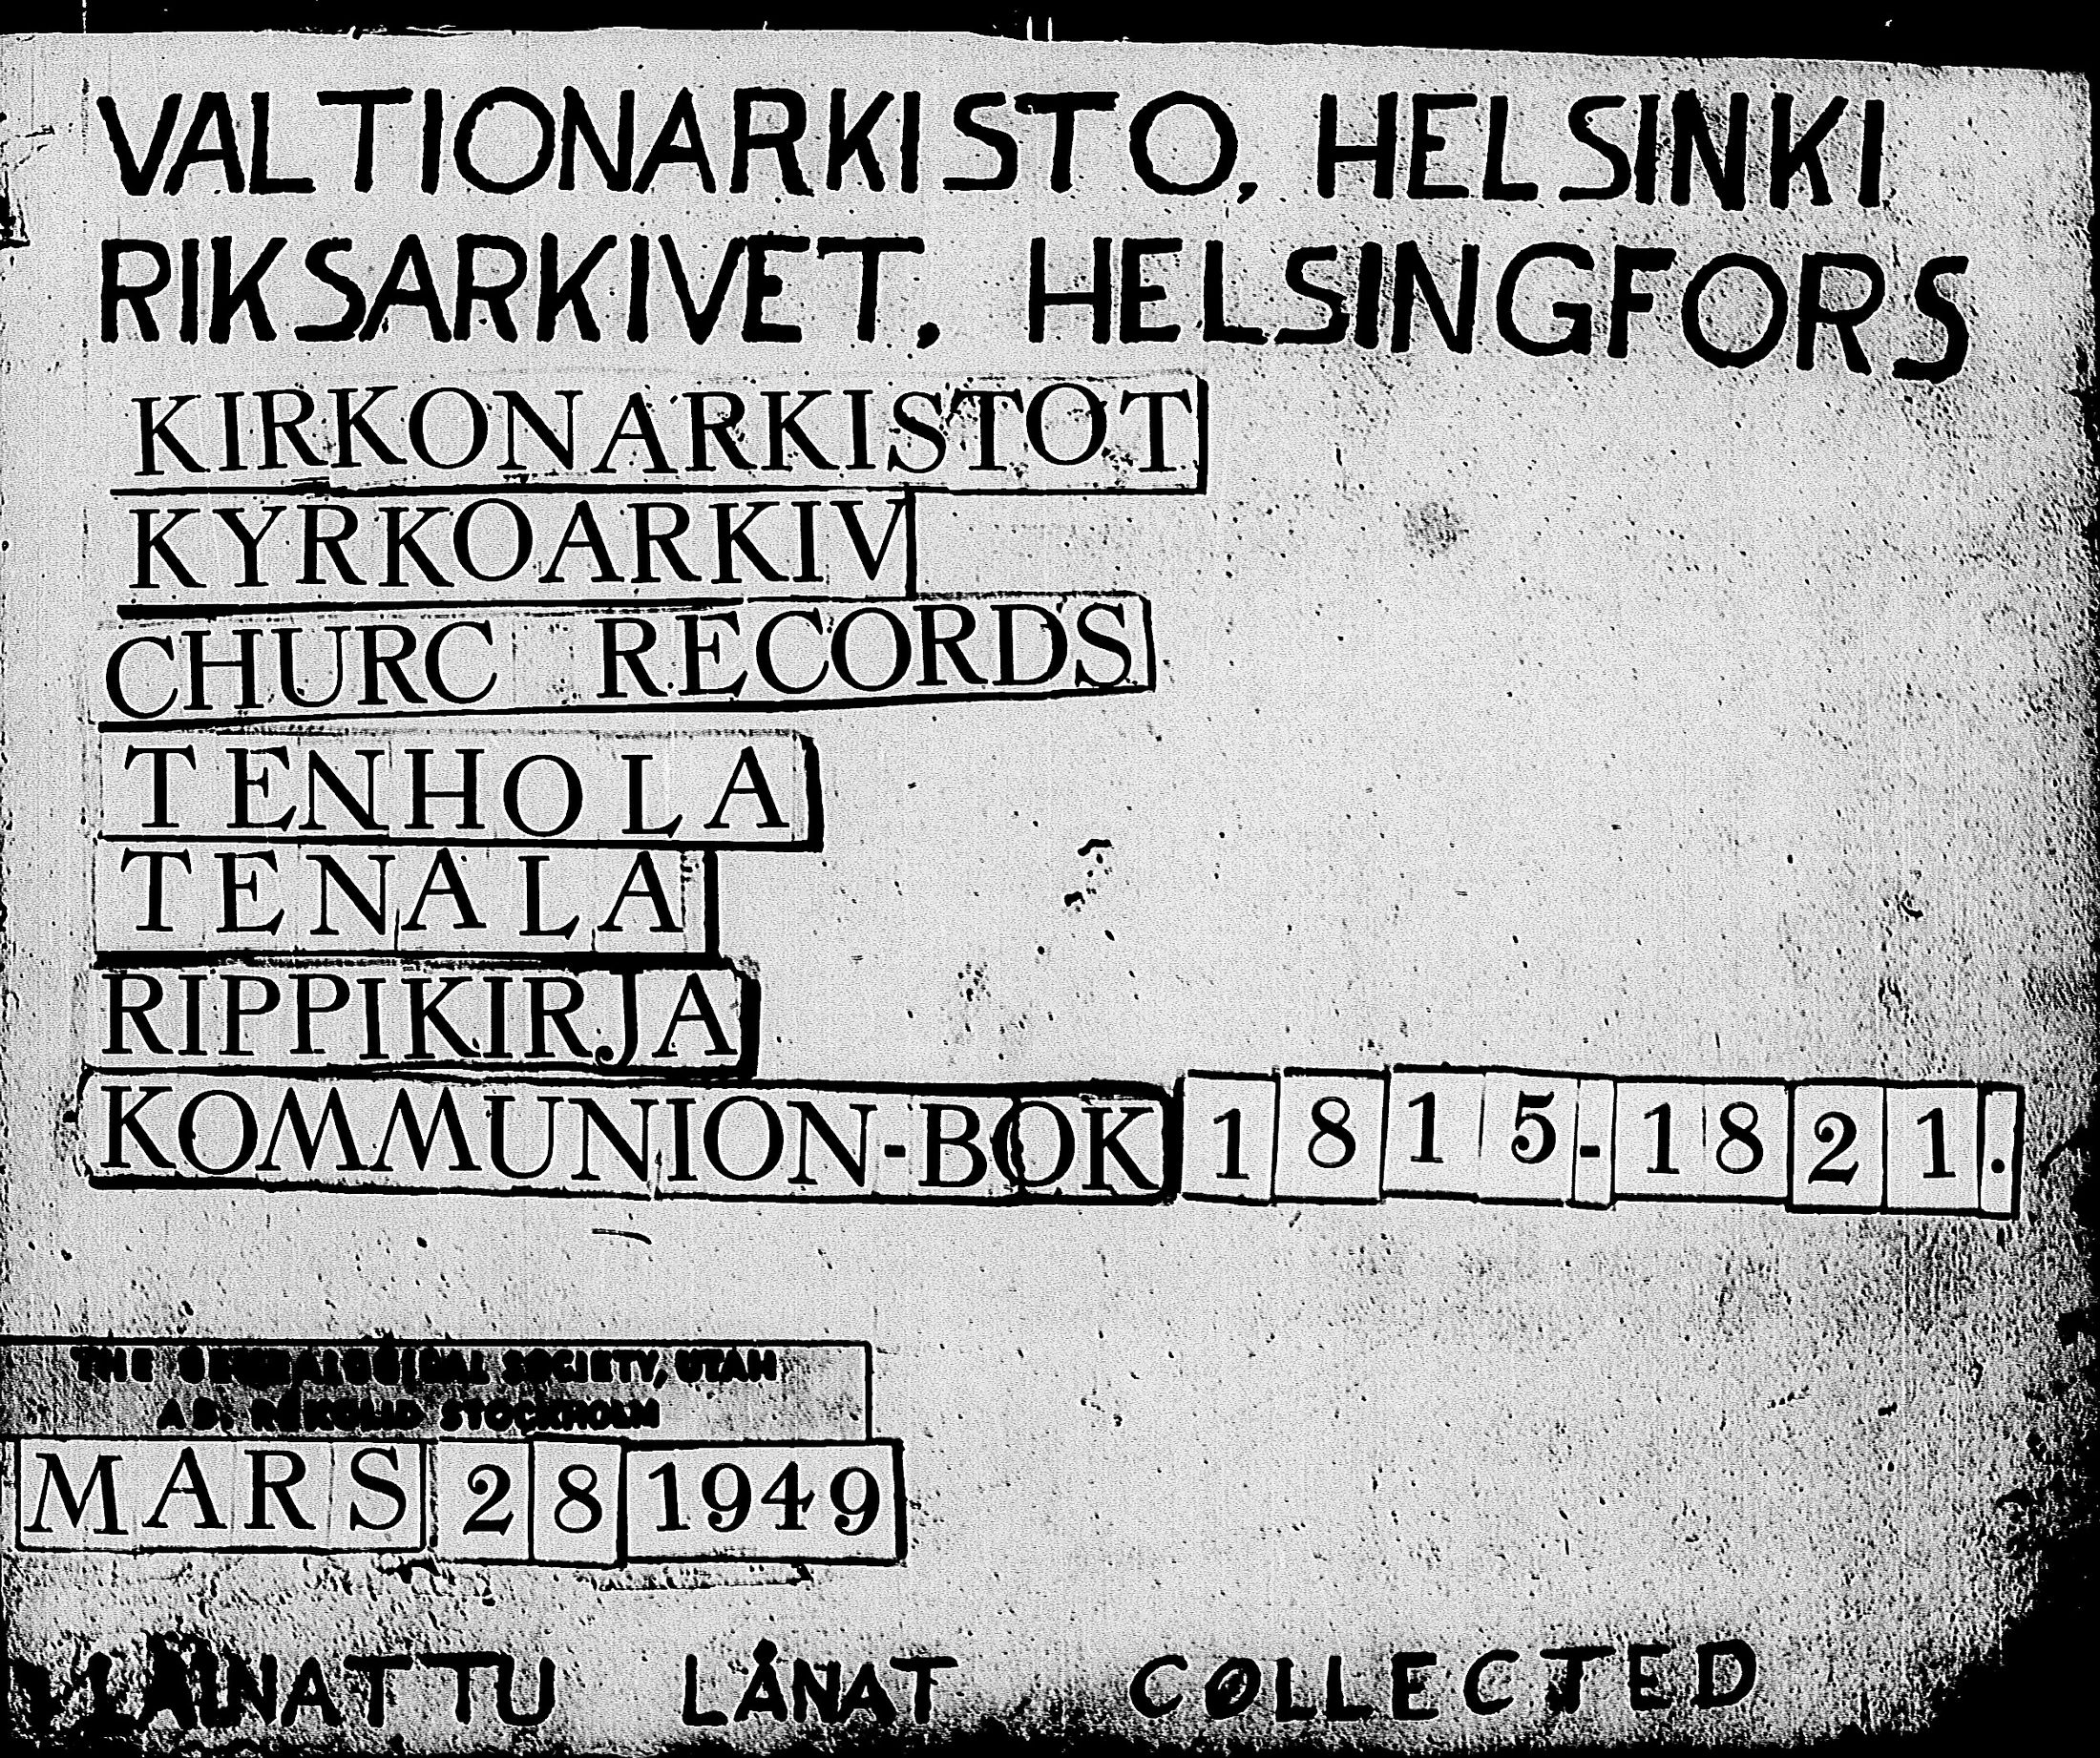 VALTIONARKISTO, HELSINKI
RIKSARKIVET, HELSINGFORS
KIRKONARKISTOT
KYRKOARKIV
CHURC RECORDS
TENHOLA
TENALA
RIPPIKIRJA
KOMMUNION-BOK 1815-1821.
THE GENEALOGICAL SOCIETY, UTAH
AB. REKOLID STOCKHOLM
MARS 28 1949
LAINATTU LÅNAT COLLECTED